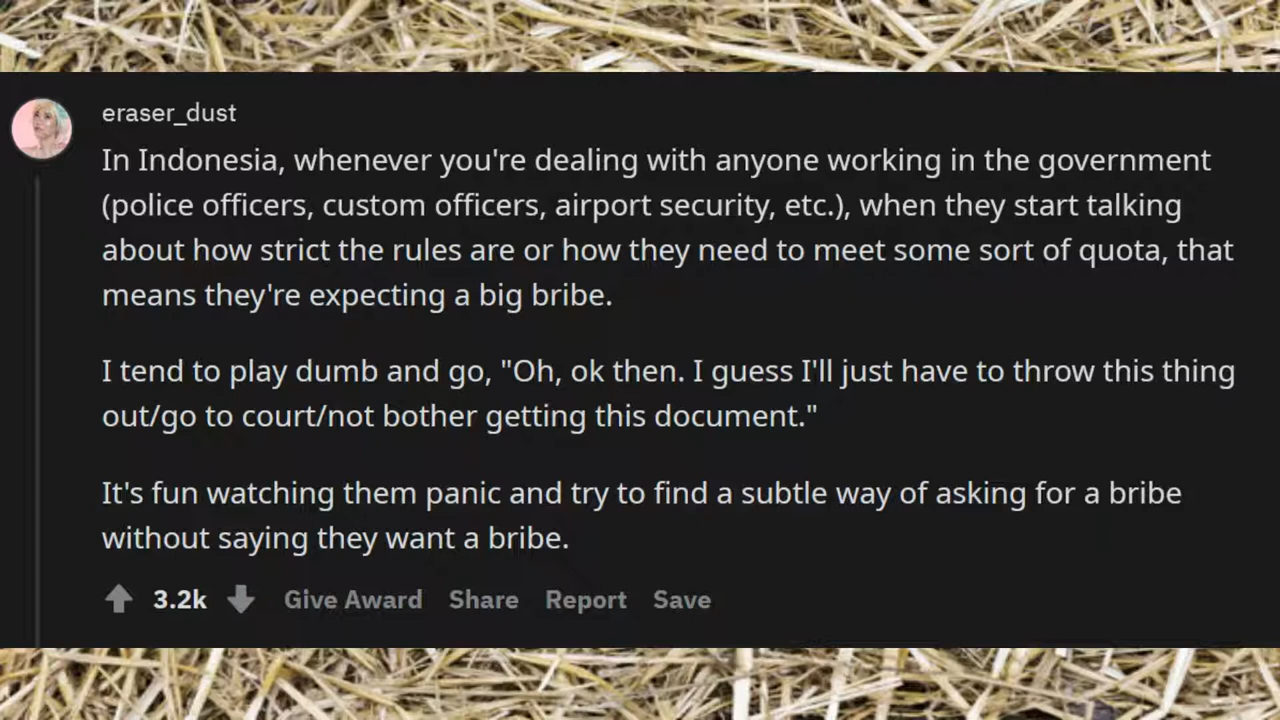 eraser_dust
In Indonesia, whenever you're dealing with anyone working in the government
(police officers, custom officers, airport security, etc.), when they start talking
about how strict the rules are or how they need to meet some sort of quota, that
means they're expecting a big bribe.
I tend to play dumb and go, "Oh, ok then. I guess I'll just have to throw this thing
out/go to court/not bother getting this document."
It's fun watching them panic and try to find a subtle way of asking for a bribe
without saying they want a bribe.
3.2k Give Award Share Report Save